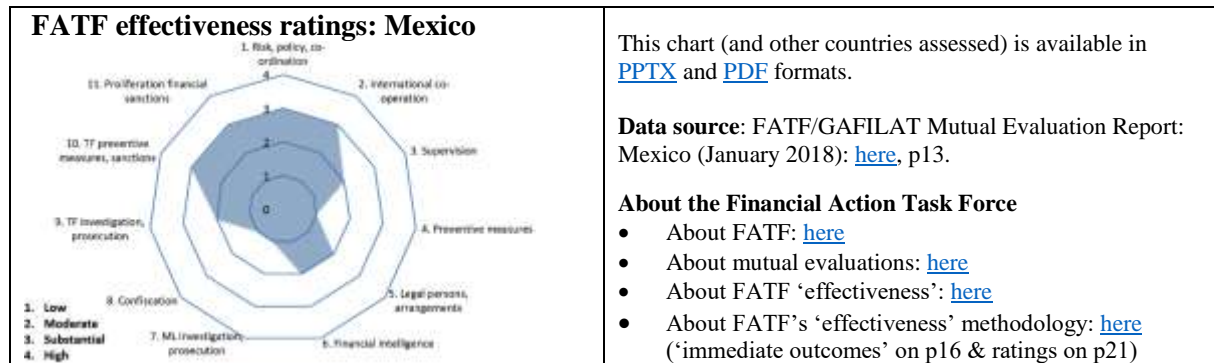 FATF effectiveness ratings: Mexico
1. Risk, policy, co-
ordination
2. International co-
operation
3. Supervision
4. Preventive measures
5. Legal persons,
arrangements
6. Financial intelligence
7. ML investigation,
prosecution
8. Confiscation
9. TF investigation,
prosecution
10. TF preventive
measures, sanctions
11. Proliferation financial
sanctions
4
3
2
1
0
1. Low
2. Moderate
3. Substantial
4. High
This chart (and other countries assessed) is available in
PPTX and PDF formats.
Data source: FATF/GAFILAT Mutual Evaluation Report:
Mexico (January 2018): here, p13.
About the Financial Action Task Force
• About FATF: here
• About mutual evaluations: here
• About FATF ‘effectiveness’: here
• About FATF’s ‘effectiveness’ methodology: here
(‘immediate outcomes’ on p16 & ratings on p21)